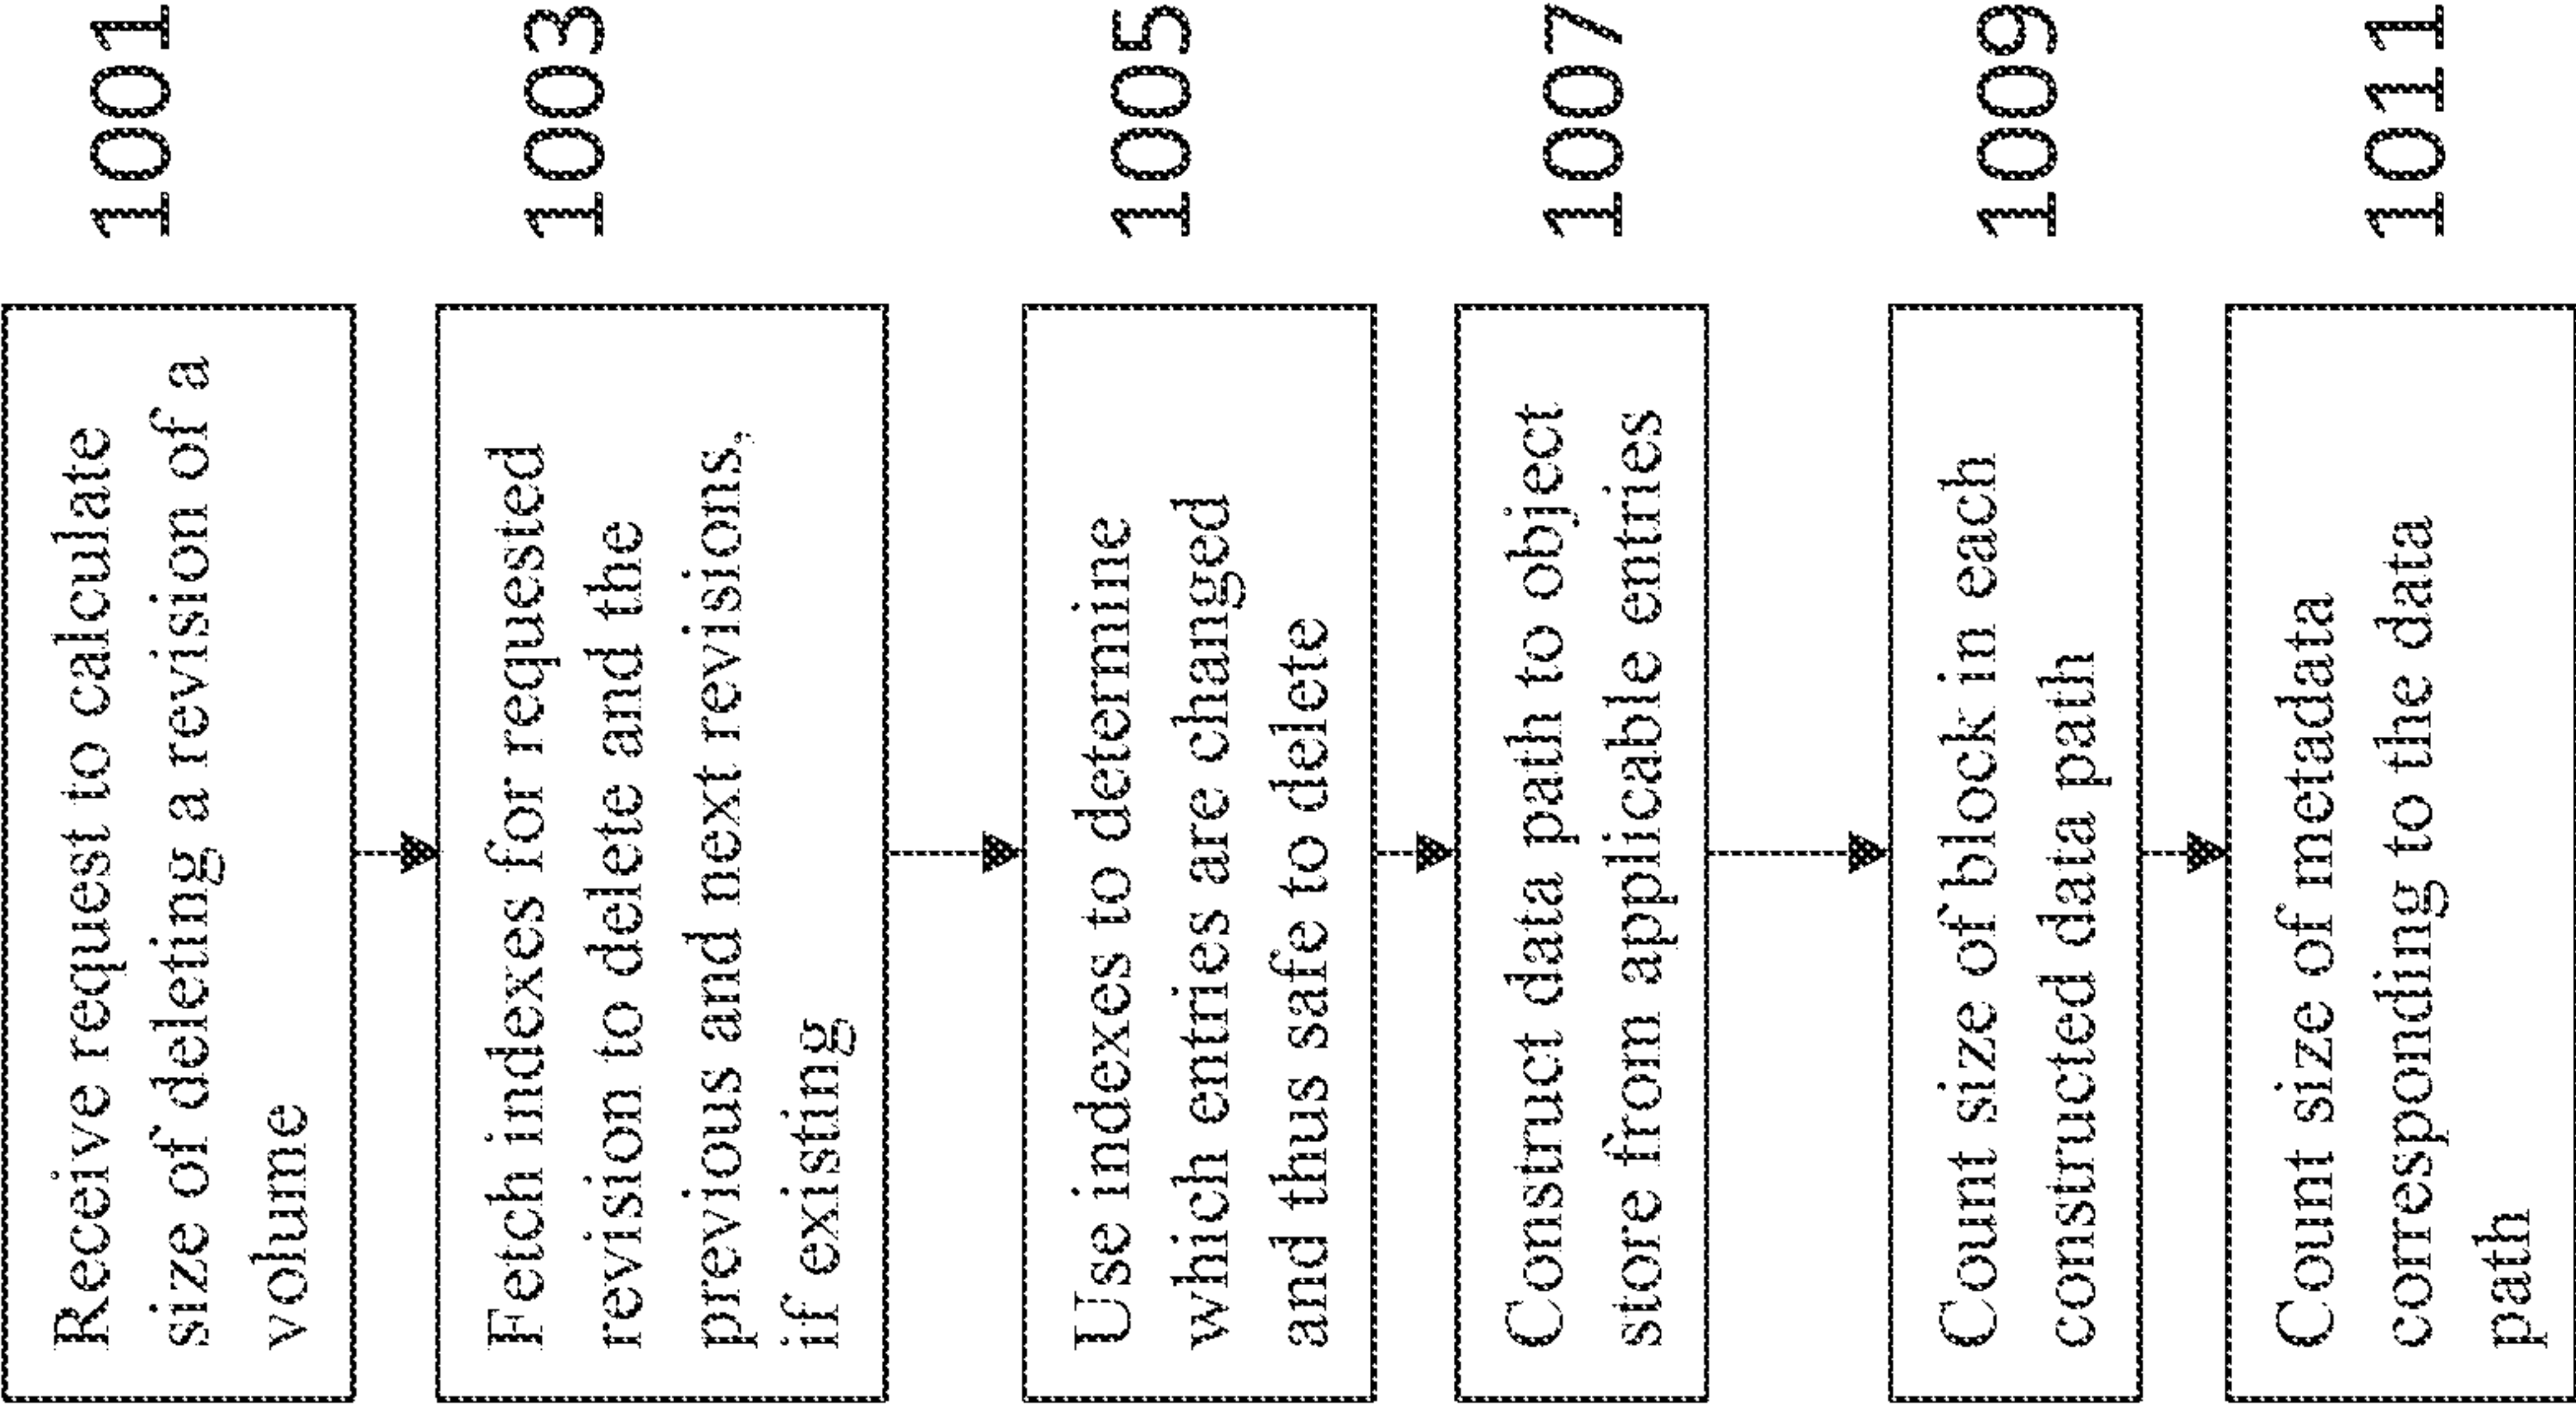 Receive request to calculate
size of deleting a revision of a
volume
1001
Fetch indexes for requested
revision to delete and the
previous and next revisions,
if existing
1003
Use indexes to determine
which entries are changed
and thus safe to delete
1005
Construct data path to object
store from applicable entries
1007
Count size of block in each
constructed data path
1009
Count size of metadata
corresponding to the data
path
1011